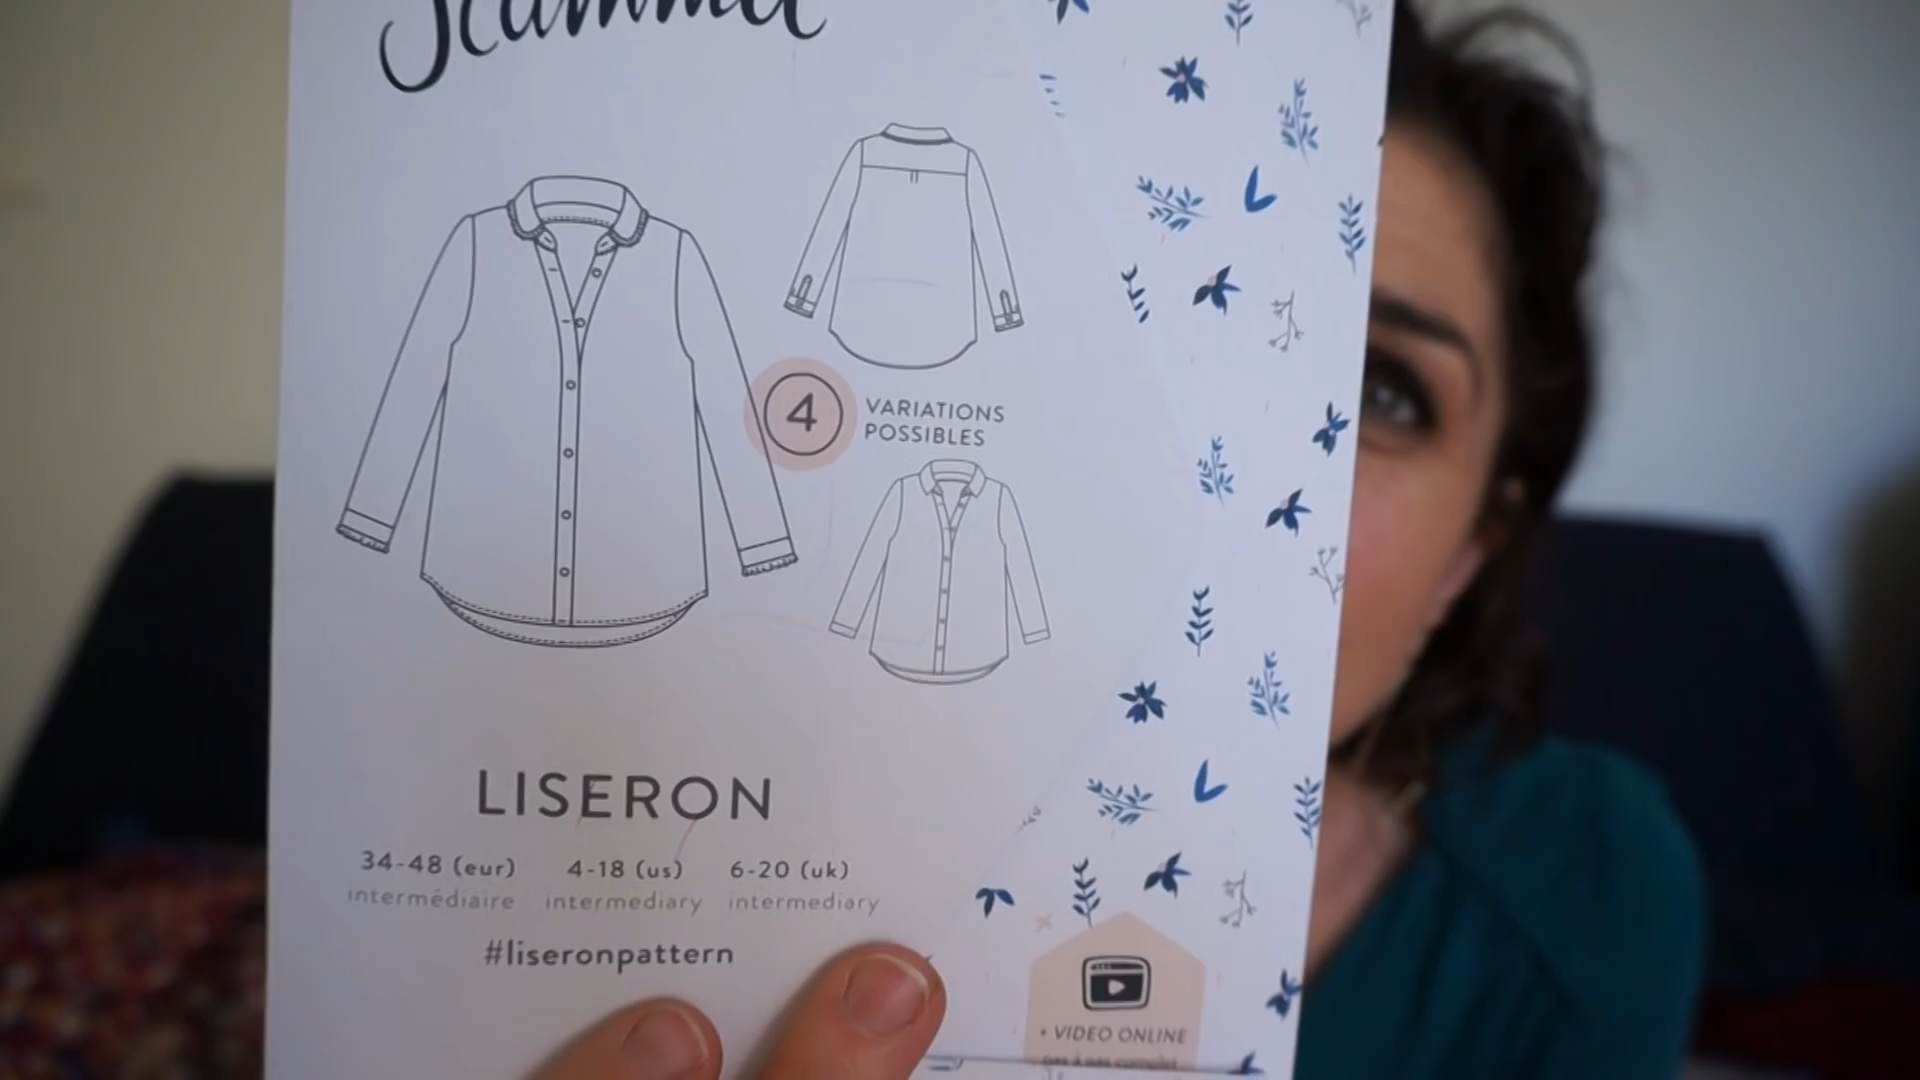 4
VARIATIONS
POSSIBLES
LISERON
34-48 (eur) 4-18 (us) 6-20 (uk)
intermédiaire intermediary intermediary
#liseronpattern
+ VIDEO ONLINE